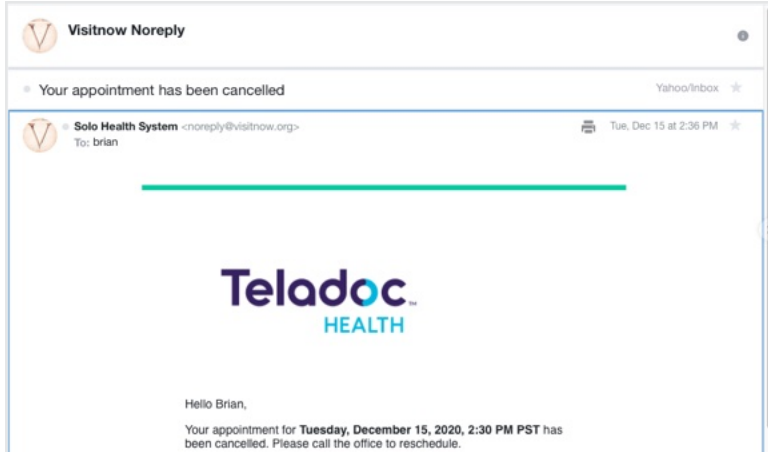 Visitnow Noreply
Your appointment has been cancelled Yahoo/Inbox
Solo Health System <noreply@visitnow.org> Tue, Dec 15 at 2:36 PM
To: brian
Teladoc™
HEALTH
Hello Brian,
Your appointment for Tuesday, December 15, 2020, 2:30 PM PST has
been cancelled. Please call the office to reschedule.